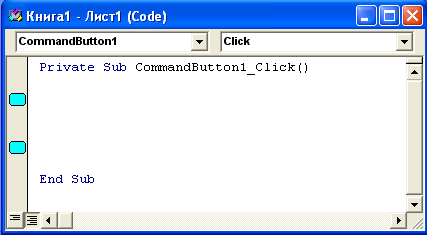 Книга1 - Лист1 (Code)
CommandButton1 Click
Private Sub CommandButton1_Click()
End Sub